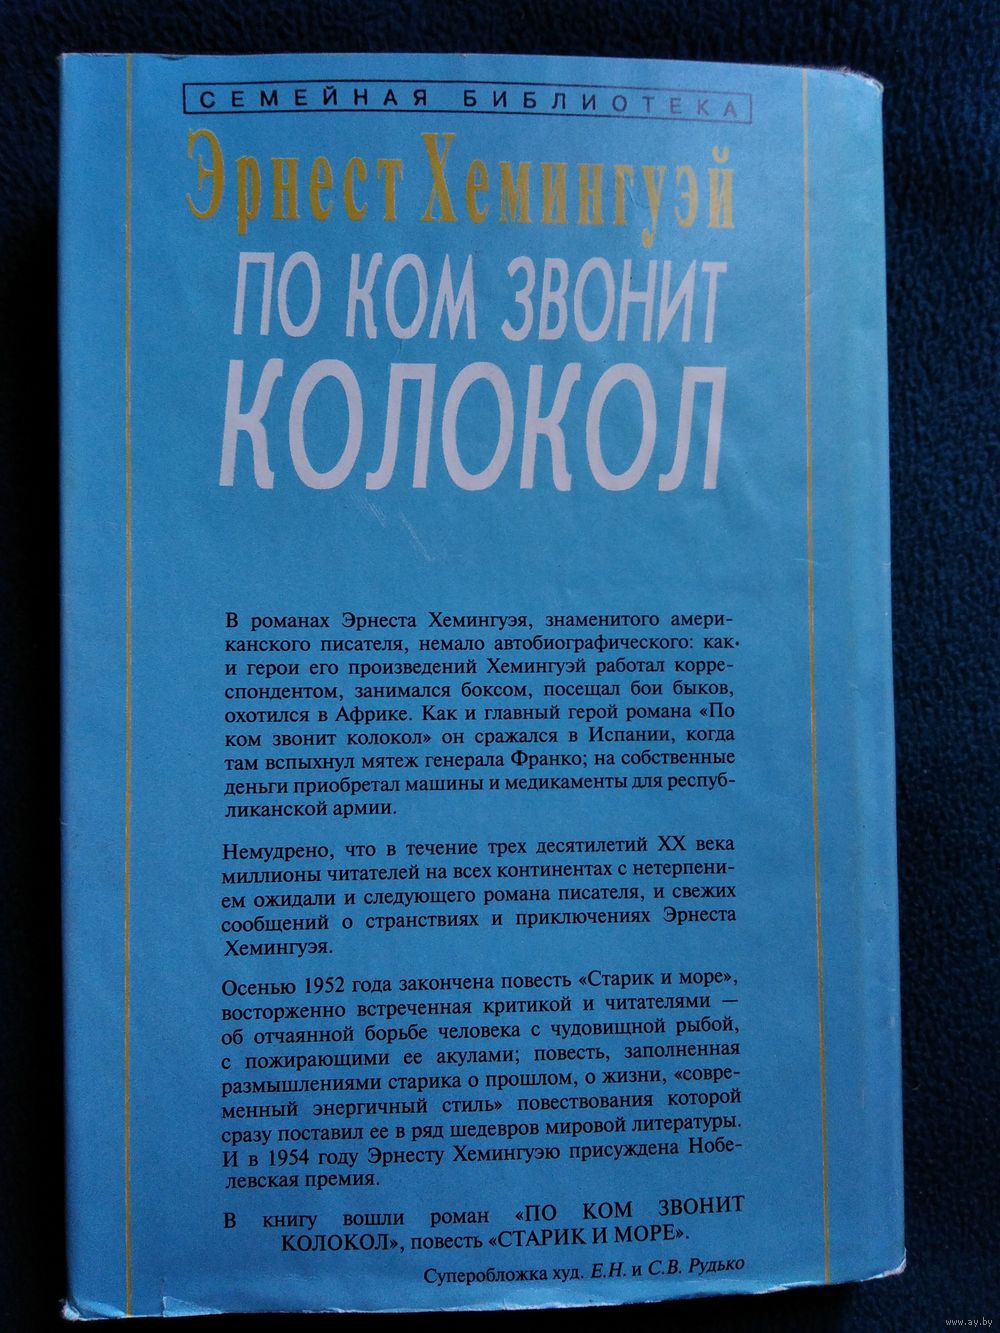 СЕМЕЙНАЯ БИБЛИОТЕКА
Эрнест Хемингуэй
ПО КОМ ЗВОНИТ
КОЛОКОЛ
В романах Эрнеста Хемингуэя, знаменитого амери-
канского писателя, немало автобиографического: как
и герои его произведений Хемингуэй работал корре-
спондентом, занимался боксом, посещал бои быков,
охотился в Африке. Как и главный герой романа «По
ком звонит колокол» он сражался в Испании, когда
там вспыхнул мятеж генерала Франко; на собственные
деньги приобретал машины и медикаменты для респуб-
ликанской армии.
Немудрено, что в течение трех десятилетий XX века
миллионы читателей на всех континентах с нетерпени-
ем ожидали и следующего романа писателя, и свежих
сообщений о странствиях и приключениях Эрнеста
Хемингуэя.
Осенью 1952 года закончена повесть «Старик и море»,
восторженно встреченная критикой и читателями —
об отчаянной борьбе человека с чудовищной рыбой,
с пожирающими ее акулами; повесть, заполненная
размышлениями старика о прошлом, о жизни, «совре-
менный энергичный стиль» повествования которой
сразу поставил ее в ряд шедевров мировой литературы.
И в 1954 году Эрнесту Хемингуэю присуждена Нобе-
левская премия.
В книгу вошли роман «ПО КОМ ЗВОНИТ
КОЛОКОЛ», повесть «СТАРИК И МОРЕ».
Суперобложка худ. Е.Н. и С.В. Рудько
www.ay.by